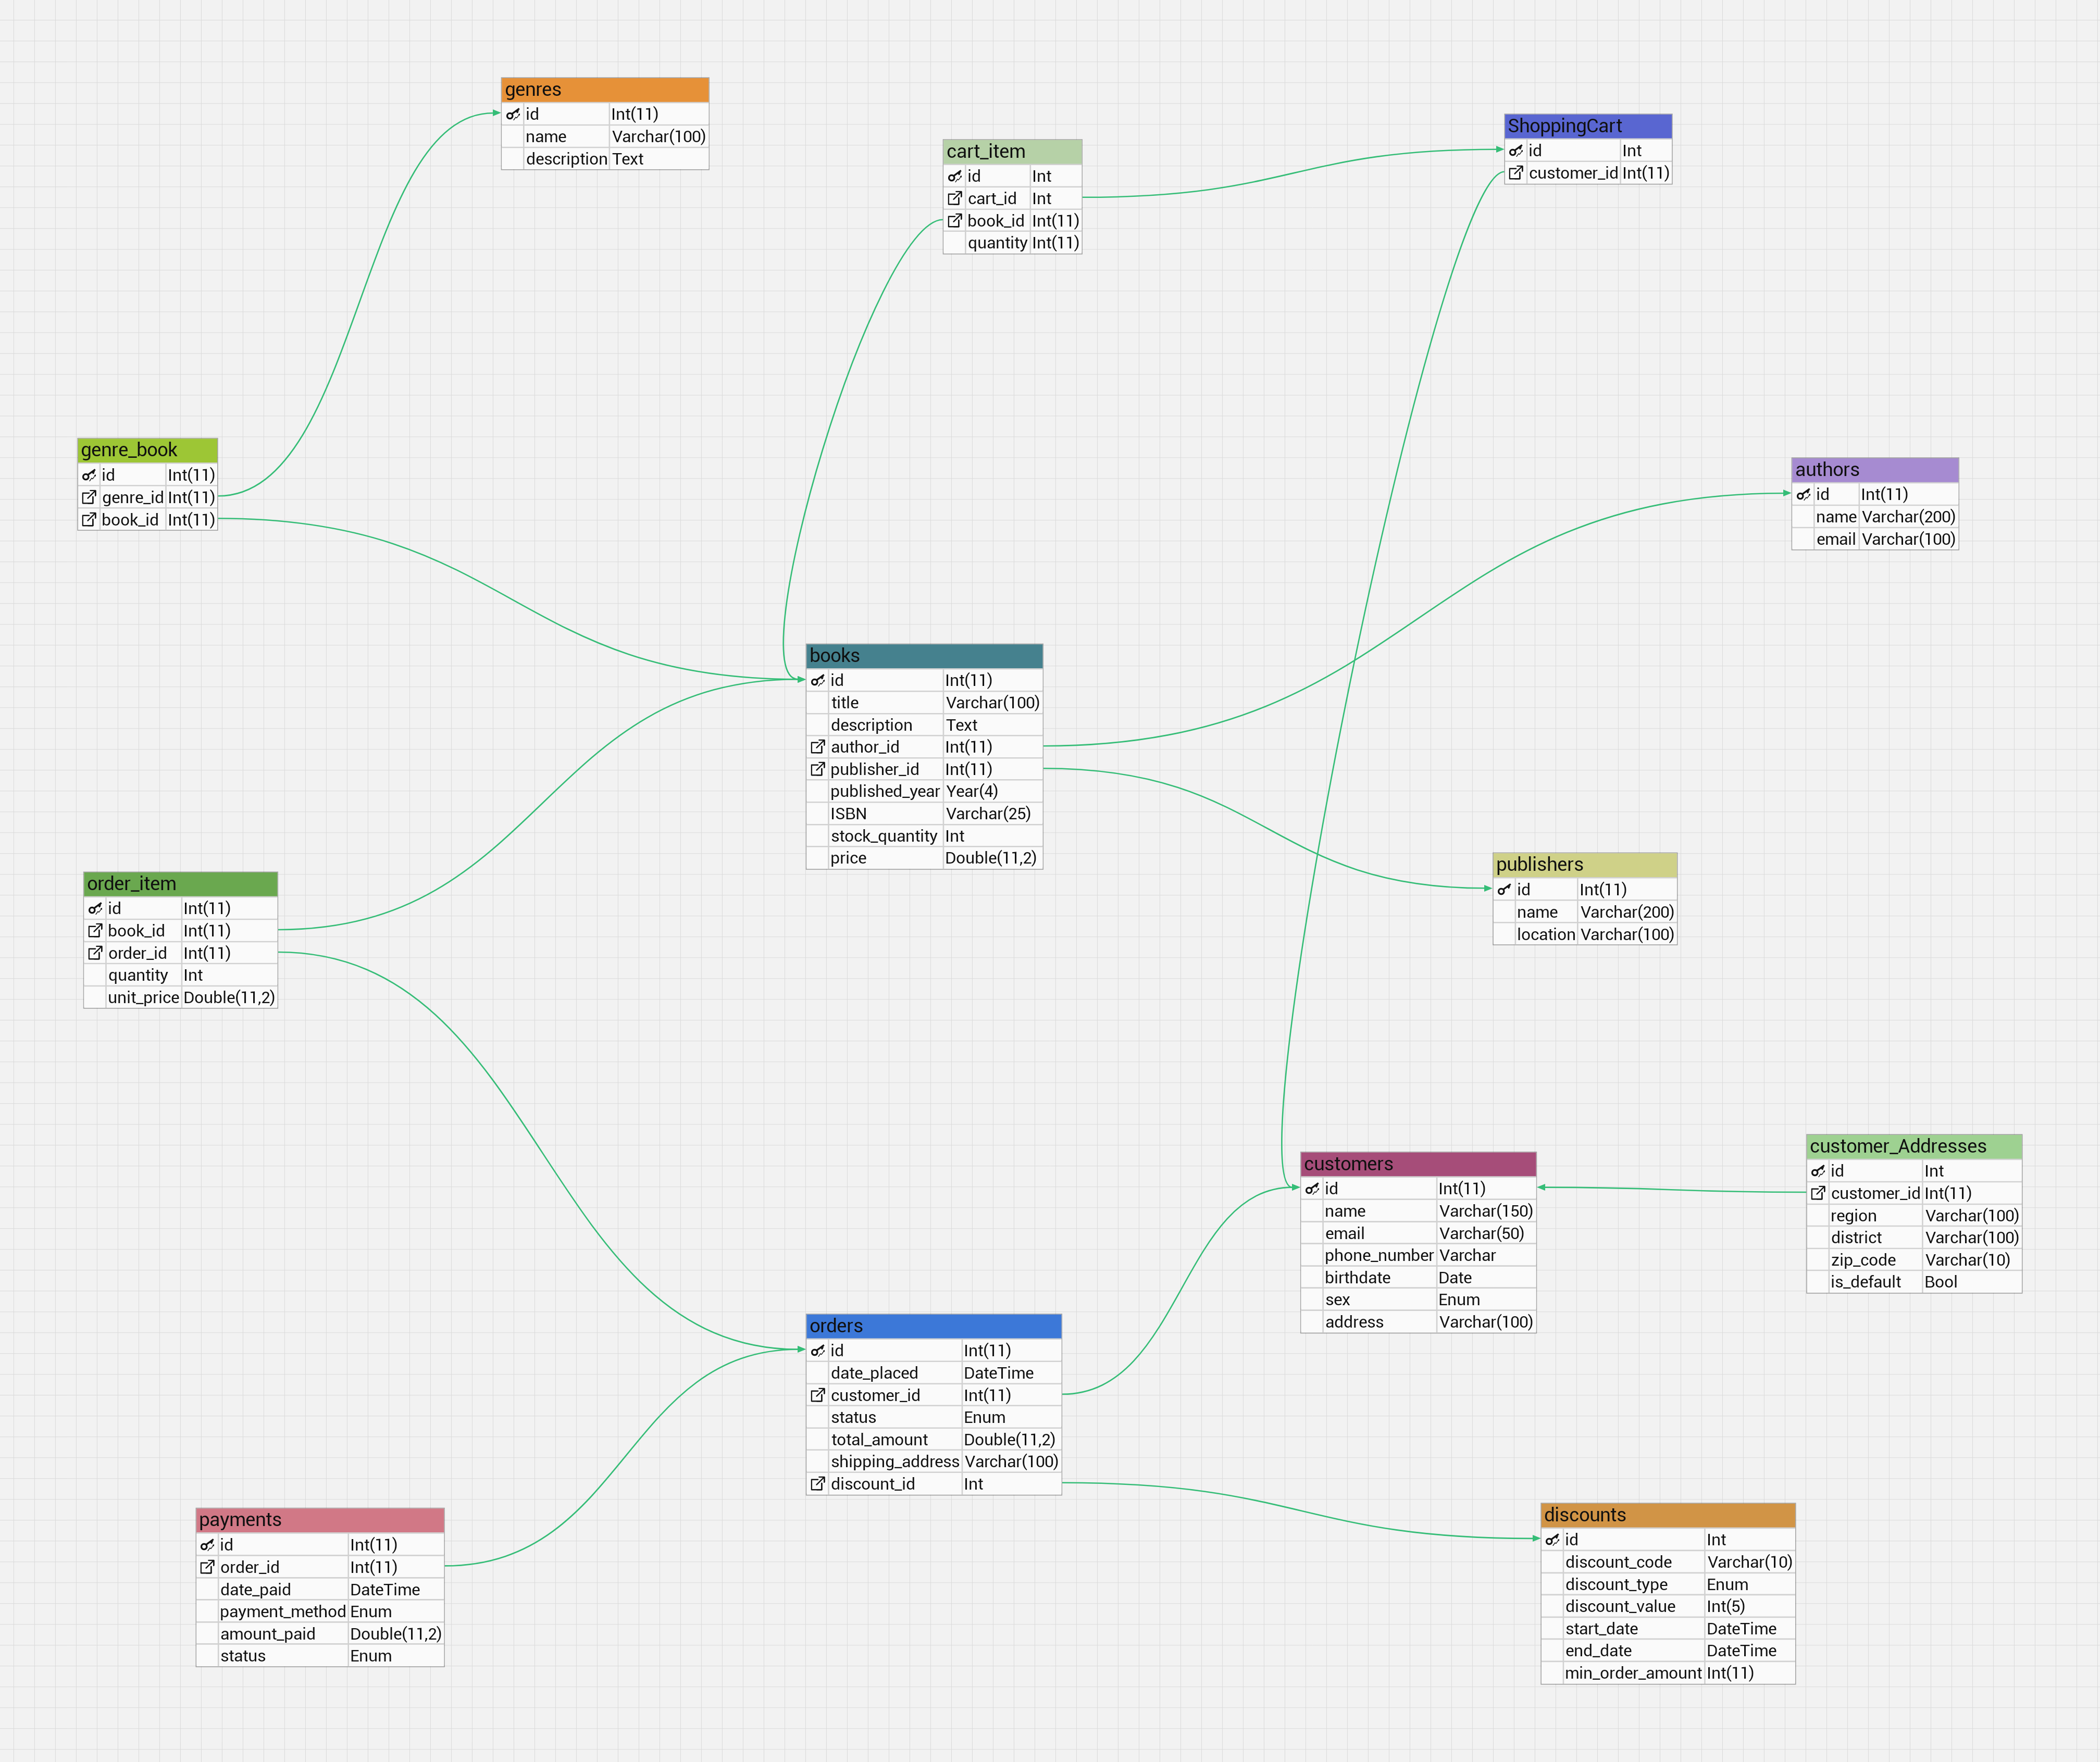 genres
id Int(11)
name Varchar(100)
description Text
cart_item
id Int
cart_id Int
book_id Int(11)
quantity Int(11)
ShoppingCart
id Int
customer_id Int(11)
genre_book
id Int(11)
genre_id Int(11)
book_id Int(11)
authors
id Int(11)
name Varchar(200)
email Varchar(100)
books
id Int(11)
title Varchar(100)
description Text
author_id Int(11)
publisher_id Int(11)
published_year Year(4)
ISBN Varchar(25)
stock_quantity Int
price Double(11,2)
order_item
id Int(11)
book_id Int(11)
order_id Int(11)
quantity Int
unit_price Double(11,2)
publishers
id Int(11)
name Varchar(200)
location Varchar(100)
customers
id Int(11)
name Varchar(150)
email Varchar(50)
phone_number Varchar
birthdate Date
sex Enum
address Varchar(100)
customer_Addresses
id Int
customer_id Int(11)
region Varchar(100)
district Varchar(100)
zip_code Varchar(10)
is_default Bool
orders
id Int(11)
date_placed DateTime
customer_id Int(11)
status Enum
total_amount Double(11,2)
shipping_address Varchar(100)
discount_id Int
payments
id Int(11)
order_id Int(11)
date_paid DateTime
payment_method Enum
amount_paid Double(11,2)
status Enum
discounts
id Int
discount_code Varchar(10)
discount_type Enum
discount_value Int(5)
start_date DateTime
end_date DateTime
min_order_amount Int(11)